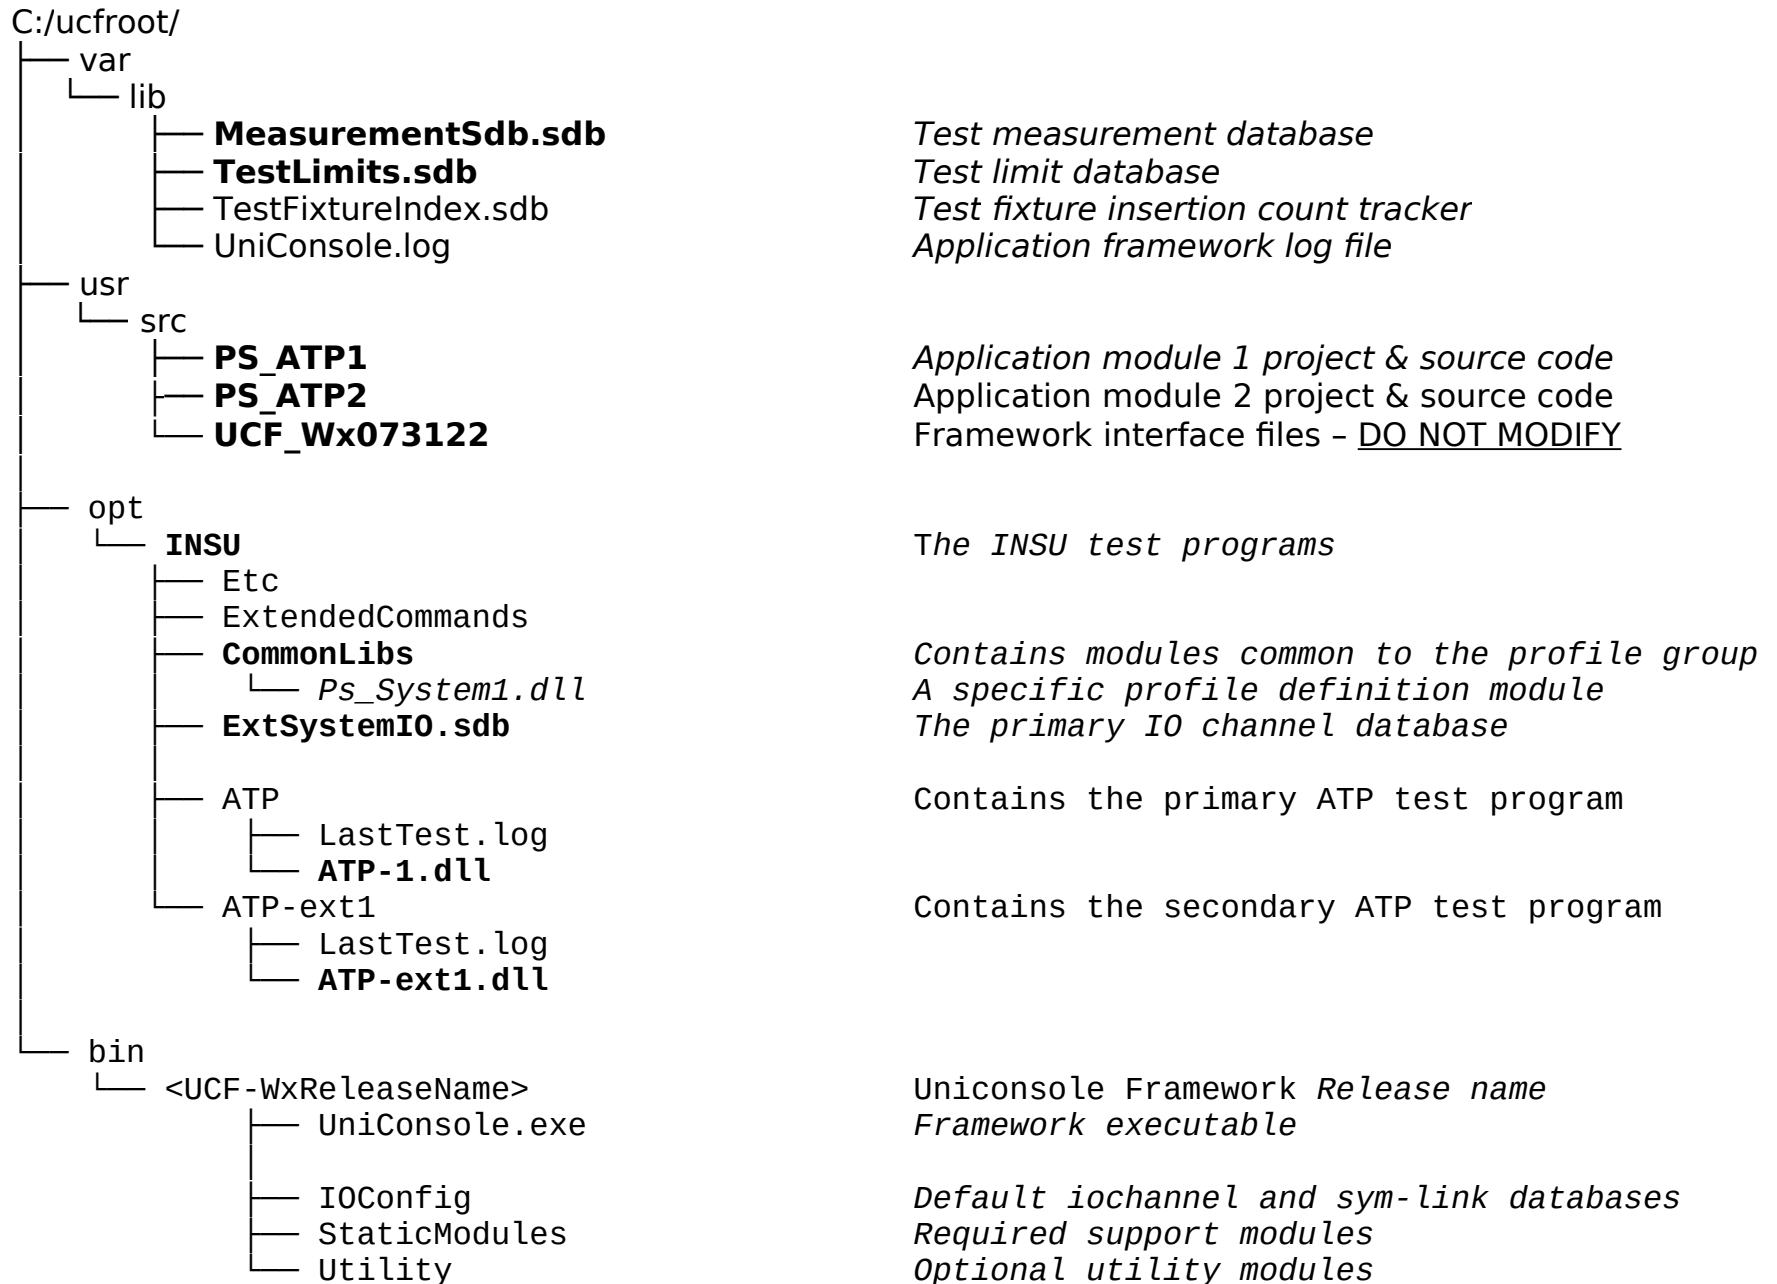 C:/ucfroot/
├── var
│   └── lib
│       ├── MeasurementSdb.sdb Test measurement database
│       ├── TestLimits.sdb Test limit database
│       ├── TestFixtureIndex.sdb Test fixture insertion count tracker
│       └── UniConsole.log Application framework log file
├── usr
│   └── src
│       ├── PS_ATP1 Application module 1 project & source code
│       ├── PS_ATP2 Application module 2 project & source code
│       └── UCF_Wx073122 Framework interface files – DO NOT MODIFY
│
├── opt
│   └── INSU The INSU test programs
│       ├── Etc
│       ├── ExtendedCommands
│       ├── CommonLibs Contains modules common to the profile group
│       │   └── Ps_System1.dll A specific profile definition module
│       ├── ExtSystemIO.sdb The primary IO channel database
│       │
│       ├── ATP Contains the primary ATP test program
│       │   ├── LastTest.log
│       │   └── ATP-1.dll
│       └── ATP-ext1 Contains the secondary ATP test program
│           ├── LastTest.log
│           └── ATP-ext1.dll
│
└── bin
    └── <UCF-WxReleaseName> Uniconsole Framework Release name
        ├── UniConsole.exe Framework executable
        │
        ├── IOConfig Default iochannel and sym-link databases
        ├── StaticModules Required support modules
        └── Utility Optional utility modules